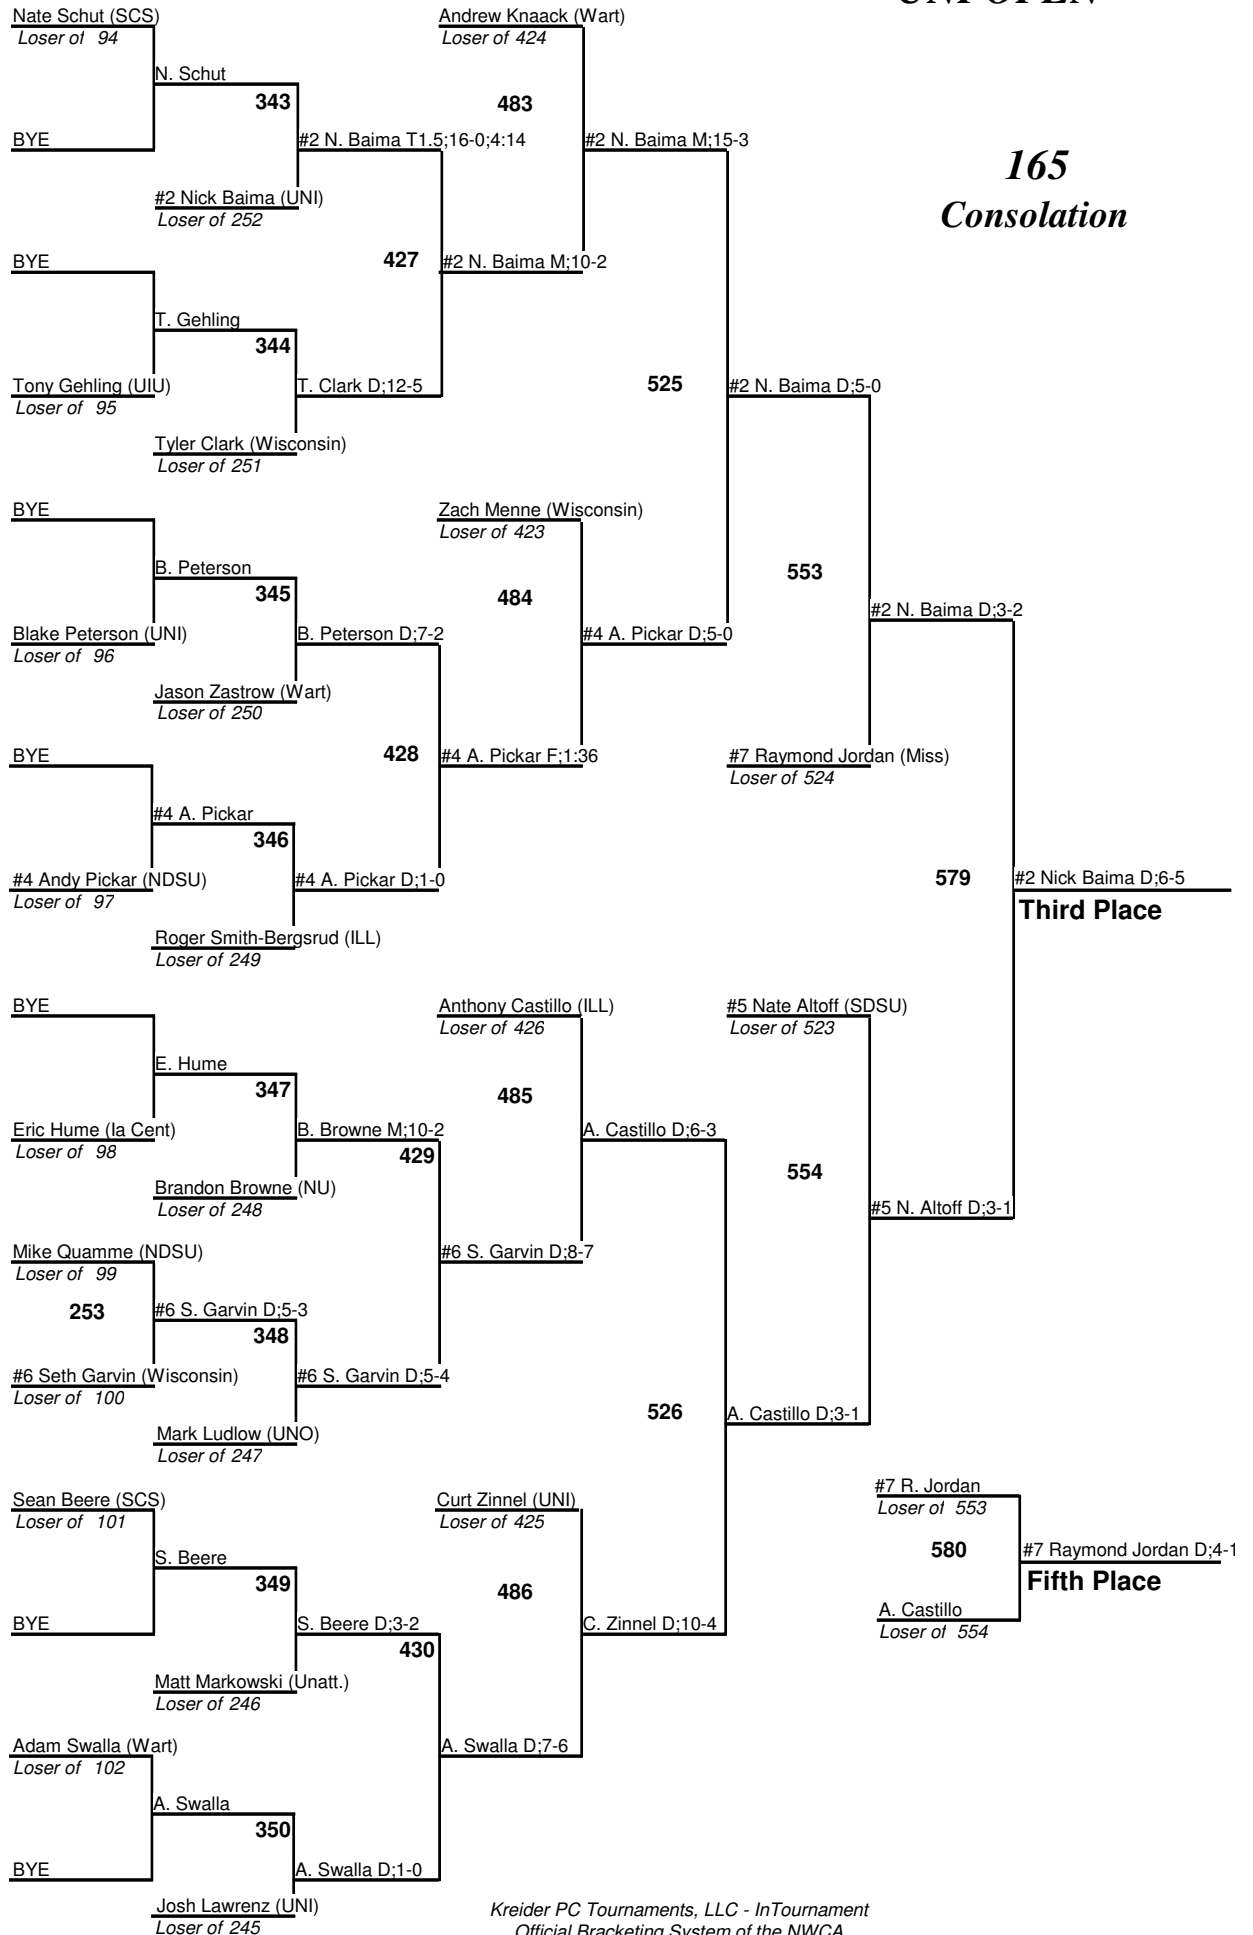 UNI OPEN
165
Consolation
Nate Schut (SCS)
Loser of 94
N. Schut
343
BYE
#2 N. Baima T1.5;16-0;4:14
#2 Nick Baima (UNI)
Loser of 252
BYE
427
#2 N. Baima M;10-2
T. Gehling
344
Tony Gehling (UIU)
Loser of 95
T. Clark D;12-5
Tyler Clark (Wisconsin)
Loser of 251
Andrew Knaack (Wart)
Loser of 424
483
#2 N. Baima M;15-3
525
#2 N. Baima D;5-0
BYE
B. Peterson
345
Blake Peterson (UNI)
Loser of 96
B. Peterson D;7-2
Jason Zastrow (Wart)
Loser of 250
BYE
428
#4 A. Pickar F;1:36
#4 A. Pickar
346
#4 Andy Pickar (NDSU)
Loser of 97
#4 A. Pickar D;1-0
Roger Smith-Bergsrud (ILL)
Loser of 249
Zach Menne (Wisconsin)
Loser of 423
484
#4 A. Pickar D;5-0
553
#2 N. Baima D;3-2
#7 Raymond Jordan (Miss)
Loser of 524
579
#2 Nick Baima D;6-5
Third Place
BYE
E. Hume
347
Eric Hume (Ia Cent)
Loser of 98
B. Browne M;10-2
429
Brandon Browne (NU)
Loser of 248
Mike Quamme (NDSU)
Loser of 99
#6 S. Garvin D;8-7
253
#6 S. Garvin D;5-3
348
#6 Seth Garvin (Wisconsin)
Loser of 100
#6 S. Garvin D;5-4
Mark Ludlow (UNO)
Loser of 247
Anthony Castillo (ILL)
Loser of 426
485
A. Castillo D;6-3
#5 Nate Altoff (SDSU)
Loser of 523
554
#5 N. Altoff D;3-1
526
A. Castillo D;3-1
Sean Beere (SCS)
Loser of 101
S. Beere
349
BYE
S. Beere D;3-2
430
Matt Markowski (Unatt.)
Loser of 246
Adam Swalla (Wart)
Loser of 102
A. Swalla D;7-6
A. Swalla
350
BYE
A. Swalla D;1-0
Josh Lawrenz (UNI)
Loser of 245
Curt Zinnel (UNI)
Loser of 425
486
C. Zinnel D;10-4
#7 R. Jordan
Loser of 553
580
#7 Raymond Jordan D;4-1
Fifth Place
A. Castillo
Loser of 554
Kreider PC Tournaments, LLC - InTournament
Official Bracketing System of the NWCA